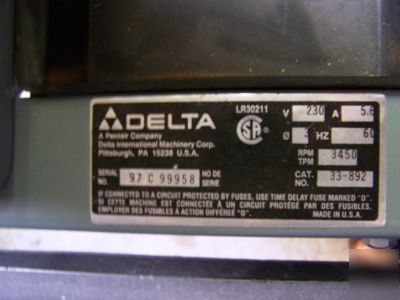 DELTA
LR30211
V 230 A 5.8
A Pentair Company
Delta International Machinery Corp.
Pittsburgh, PA 15238 U.S.A.
Ø 3 HZ 60
RPM
TPM 3450
SERIAL
NO. 97 C 99958 NO DE
SERIE
CAT.
NO. 33-892
IF CONNECTED TO A CIRCUIT PROTECTED BY FUSES, USE TIME DELAY FUSE MARKED "D".
SI CETTE MACHINE EST CONNECTÉE À UN CIRCUIT PROTÉGÉ PAR DES FUSIBLES.
EMPLOYER DES FUSIBLES À ACTION DIFFÉREÉ "D". MADE IN U.S.A.